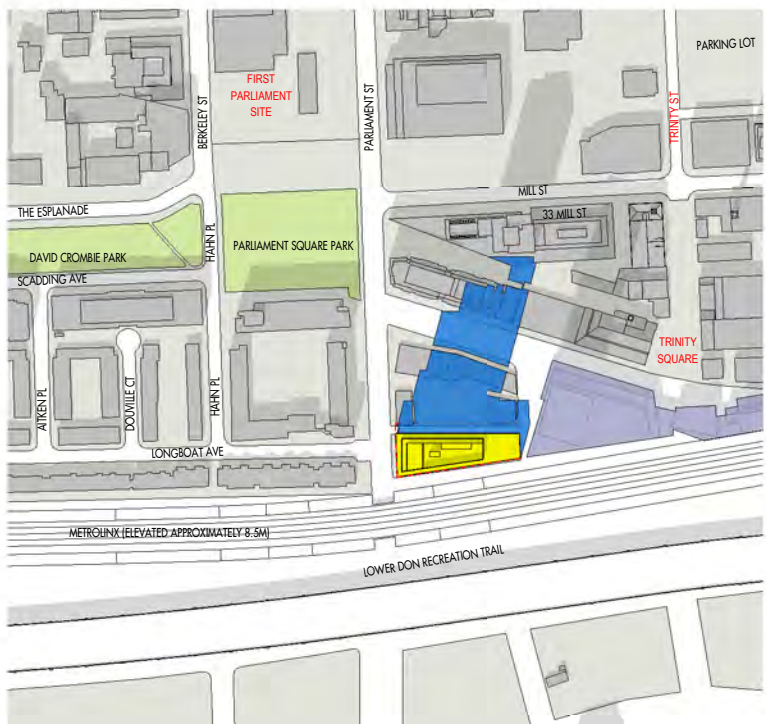 PARKING LOT
FIRST
PARLIAMENT
SITE
BERKELEY ST
PARLIAMENT ST
TRINITY ST
MILL ST
THE ESPLANADE
33 MILL ST
HAHN PL
PARLIAMENT SQUARE PARK
DAVID CROMBIE PARK
SCADDING AVE
TRINITY
SQUARE
AITKEN PL
DOUVILLE CT
HAHN PL
LONGBOAT AVE
METROLINX (ELEVATED APPROXIMATELY 8.5M)
LOWER DON RECREATION TRAIL